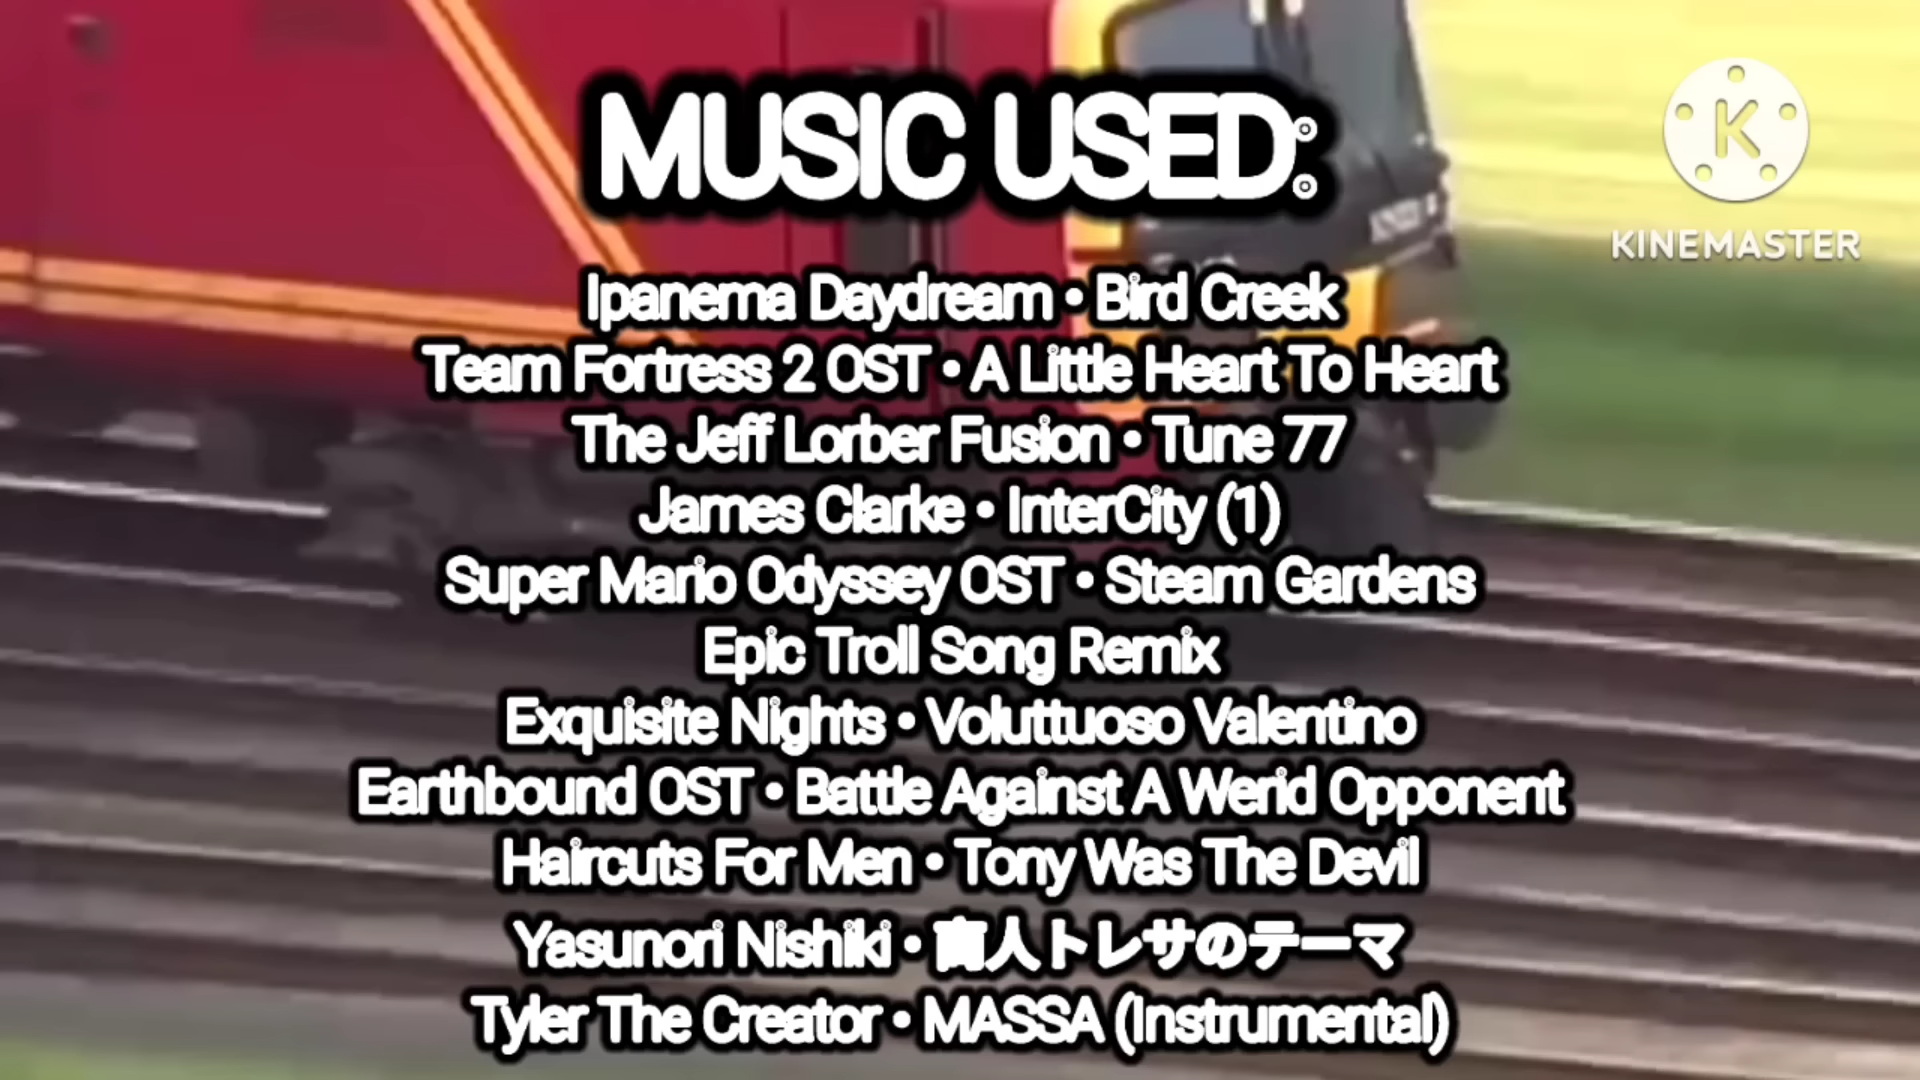 MUSIC USED:
K
KINEMASTER
Ipanema Daydream • Bird Creek
Team Fortress 2 OST • A Little Heart To Heart
The Jeff Lorber Fusion • Tune 77
James Clarke • InterCity (1)
Super Mario Odyssey OST • Steam Gardens
Epic Troll Song Remix
Exquisite Nights • Voluttuoso Valentino
Earthbound OST • Battle Against A Werid Opponent
Haircuts For Men • Tony Was The Devil
Yasunori Nishiki • 商人トレサのテーマ
Tyler The Creator • MASSA (Instrumental)